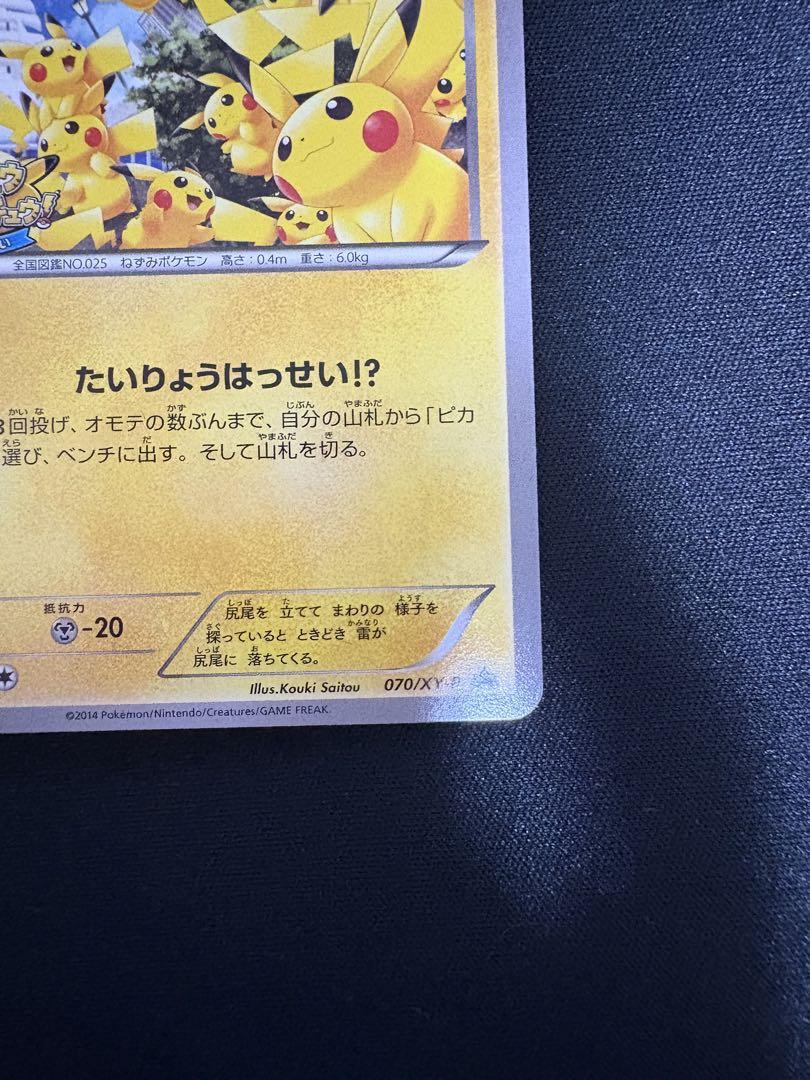 全国図鑑NO.025 ねずみポケモン 高さ:0.4m 重さ:6.0kg
たいりょうはっせい!?
3回投げ、オモテの数ぶんまで、自分の山札から「ピカ
選び、ベンチに出す。そして山札を切る。
抵抗力
-20
尻尾を 立てて まわりの 様子を
探っていると ときどき 雷が
尻尾に 落ちてくる。
Illus.Kouki Saitou 070/XY-P
©2014 Pokémon/Nintendo/Creatures/GAME FREAK.